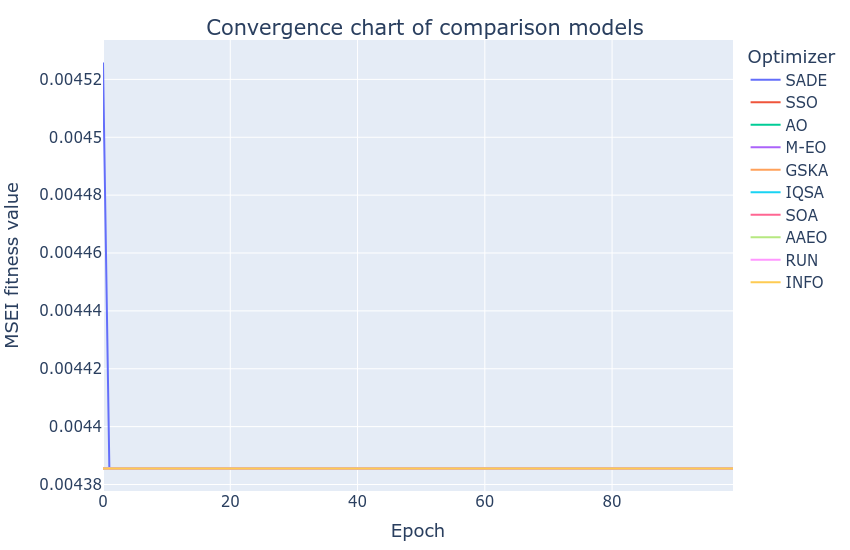 Convergence chart of comparison models
MSEI fitness value
0.00452
0.0045
0.00448
0.00446
0.00444
0.00442
0.0044
0.00438
0
20
40
60
80
Epoch
Optimizer
SADE
SSO
AO
M-EO
GSKA
IQSA
SOA
AAEO
RUN
INFO